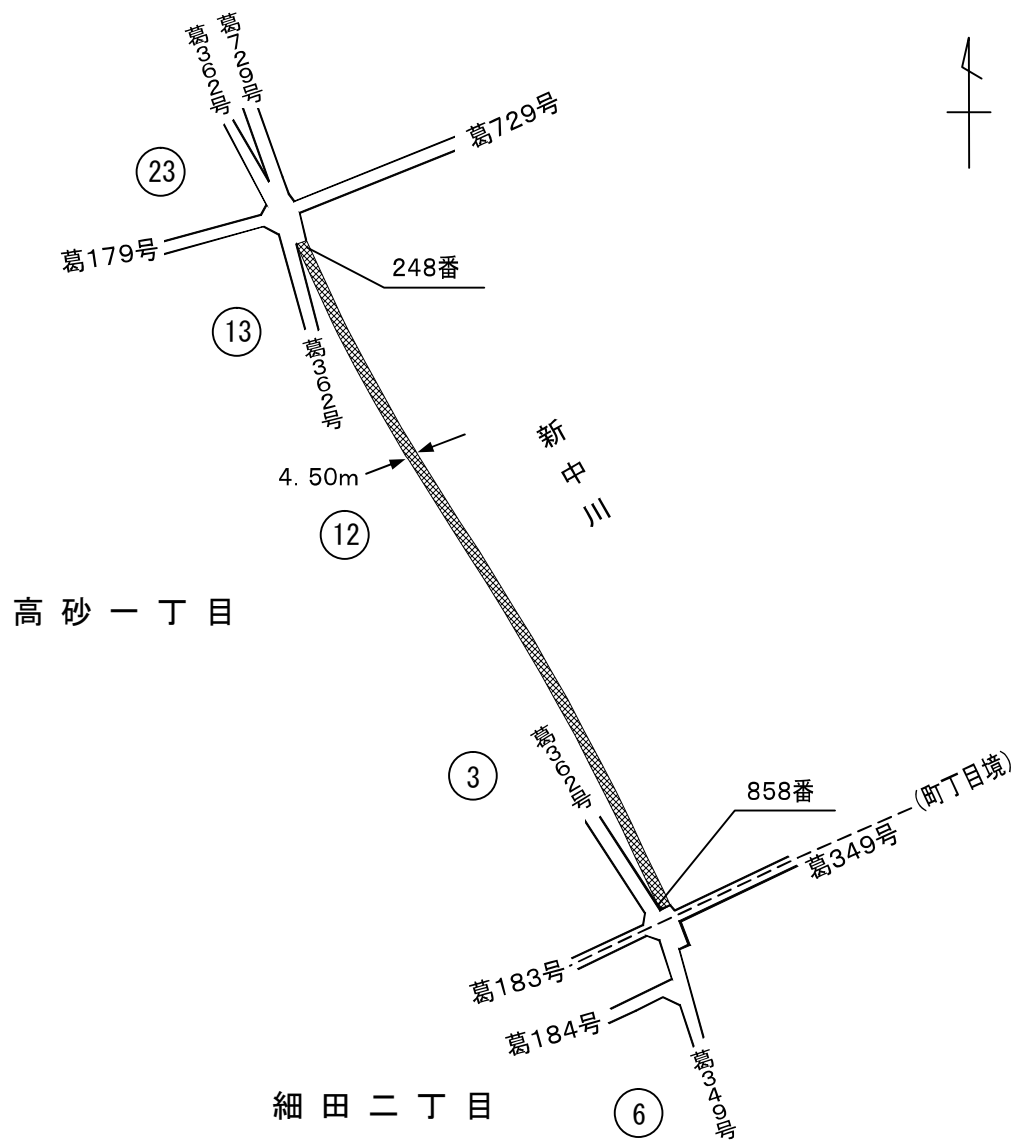 葛362号
葛729号
葛729号
23
葛179号
248番
13
葛362号
新中川
4. 50m
12
高砂一丁目
葛362号
3
858番
(町丁目境)
葛349号
葛183号
葛184号
葛349号
細田二丁目
6